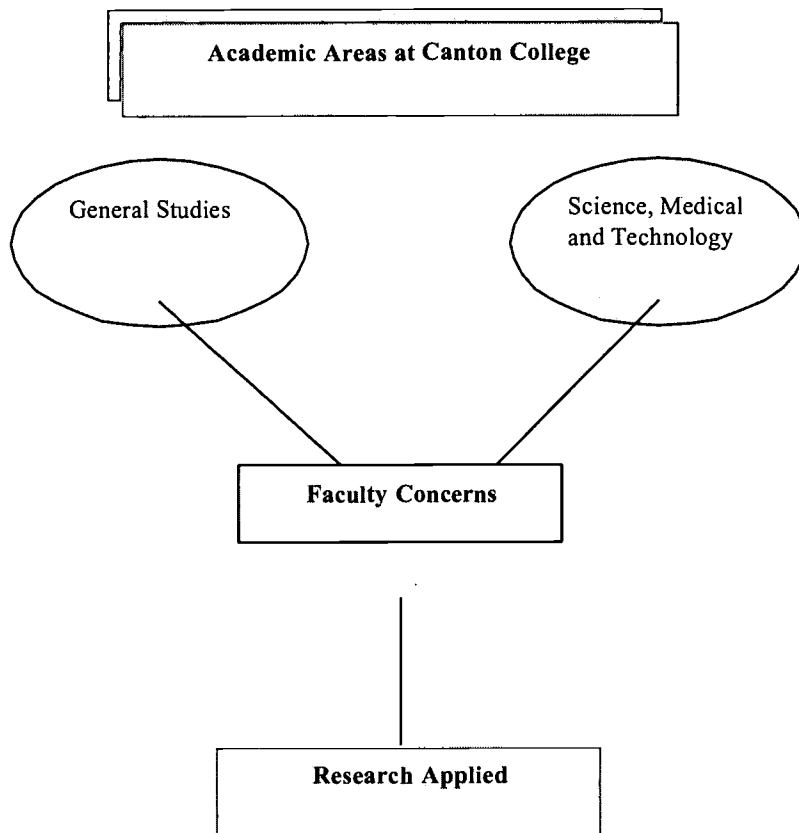 Academic Areas at Canton College
General Studies
Science, Medical
and Technology
Faculty Concerns
Research Applied